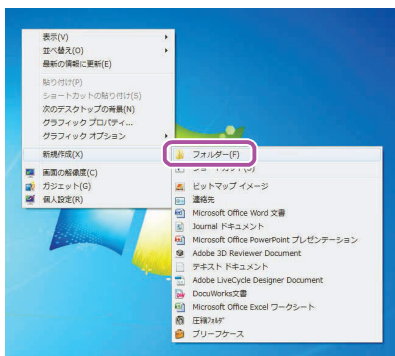 表示(V)
並べ替え(O)
最新の情報に更新(E)
貼り付け(P)
ショートカットの貼り付け(S)
次のデスクトップの背景(N)
グラフィック プロパティ...
グラフィック オプション
新規作成(X)
画面の解像度(C)
ガジェット(G)
個人設定(R)
フォルダー(F)
ショートカット(S)
ビットマップ イメージ
連絡先
Microsoft Office Word 文書
Journal ドキュメント
Microsoft Office PowerPoint プレゼンテーション
Adobe 3D Reviewer Document
テキスト ドキュメント
Adobe LiveCycle Designer Document
DocuWorks文書
Microsoft Office Excel ワークシート
圧縮フォルダ
ブリーフケース